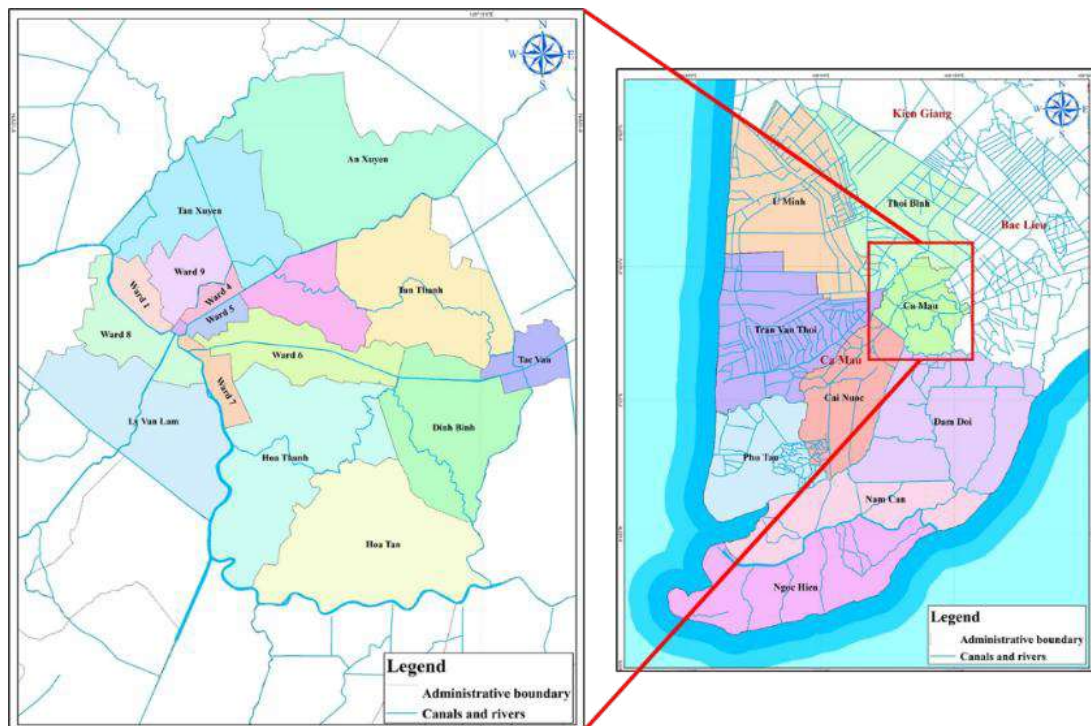 N
W
E
S
An Xuyen
Tan Xuyen
Ward 9
Ward 4
Ward 1
Ward 5
Tan Thanh
Ward 8
Ward 6
Tac Van
Ward 7
Ly Van Lam
Dinh Binh
Hoa Thanh
Hoa Tan
Legend
Administrative boundary
Canals and rivers
N
W
E
S
Kien Giang
U Minh
Thoi Binh
Bac Lieu
Ca Mau
Tran Van Thoi
Ca Mau
Cai Nuoc
Dam Doi
Phu Tan
Nam Can
Ngoc Hien
Legend
Administrative boundary
Canals and rivers